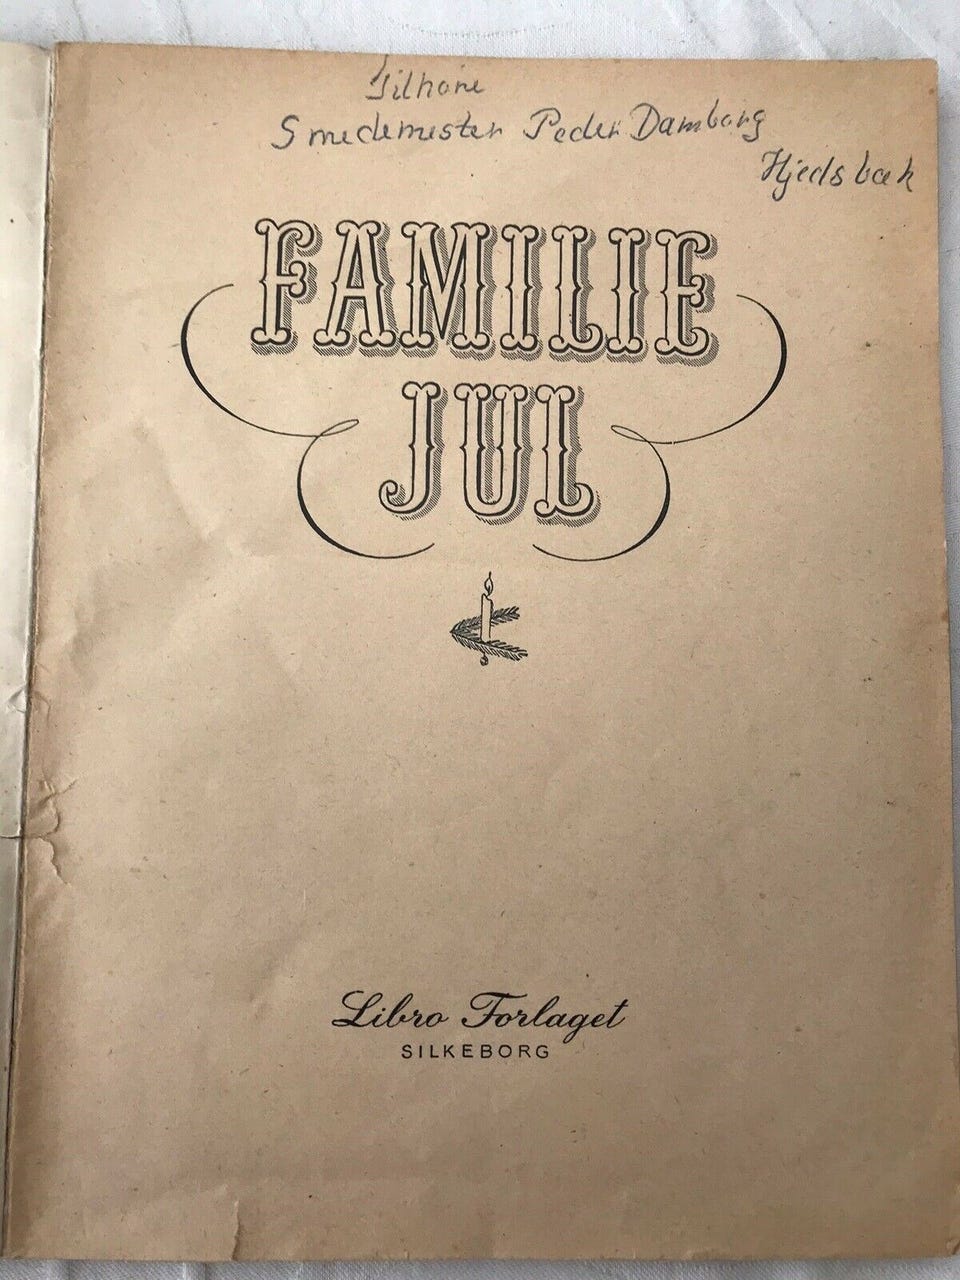 Tilhøre
Smedemester Peder Damborg
Hjedsbæk
FAMILIE
JUL
Libro Forlaget
SILKEBORG